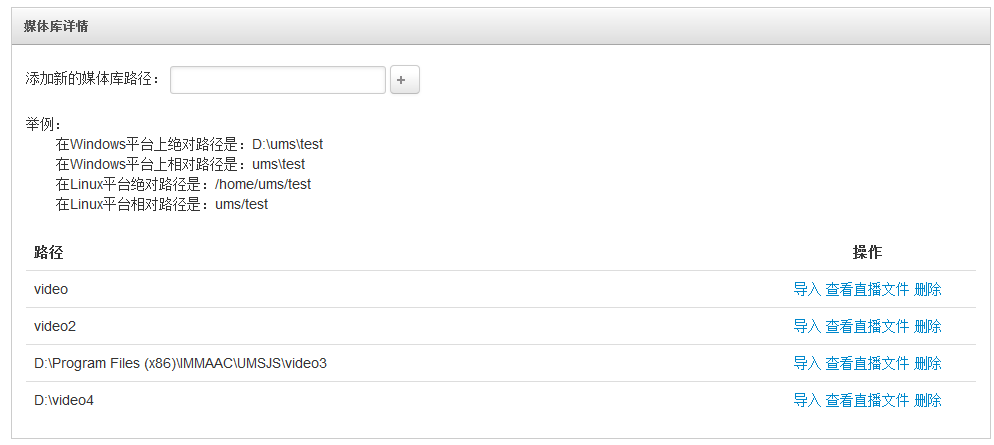 媒体库详情
添加新的媒体库路径： +
举例：
在Windows平台上绝对路径是：D:\ums\test
在Windows平台上相对路径是：ums\test
在Linux平台绝对路径是：/home/ums/test
在Linux平台相对路径是：ums/test
路径 操作
video 导入 查看直播文件 删除
video2 导入 查看直播文件 删除
D:\Program Files (x86)\IMMAAC\UMSJS\video3 导入 查看直播文件 删除
D:\video4 导入 查看直播文件 删除